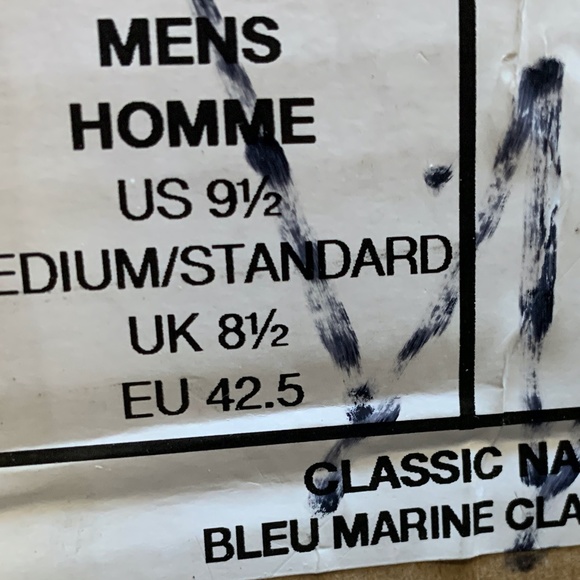 MENS
HOMME
US 9½
EDIUM/STANDARD
UK 8½
EU 42.5
CLASSIC NA
BLEU MARINE CLA